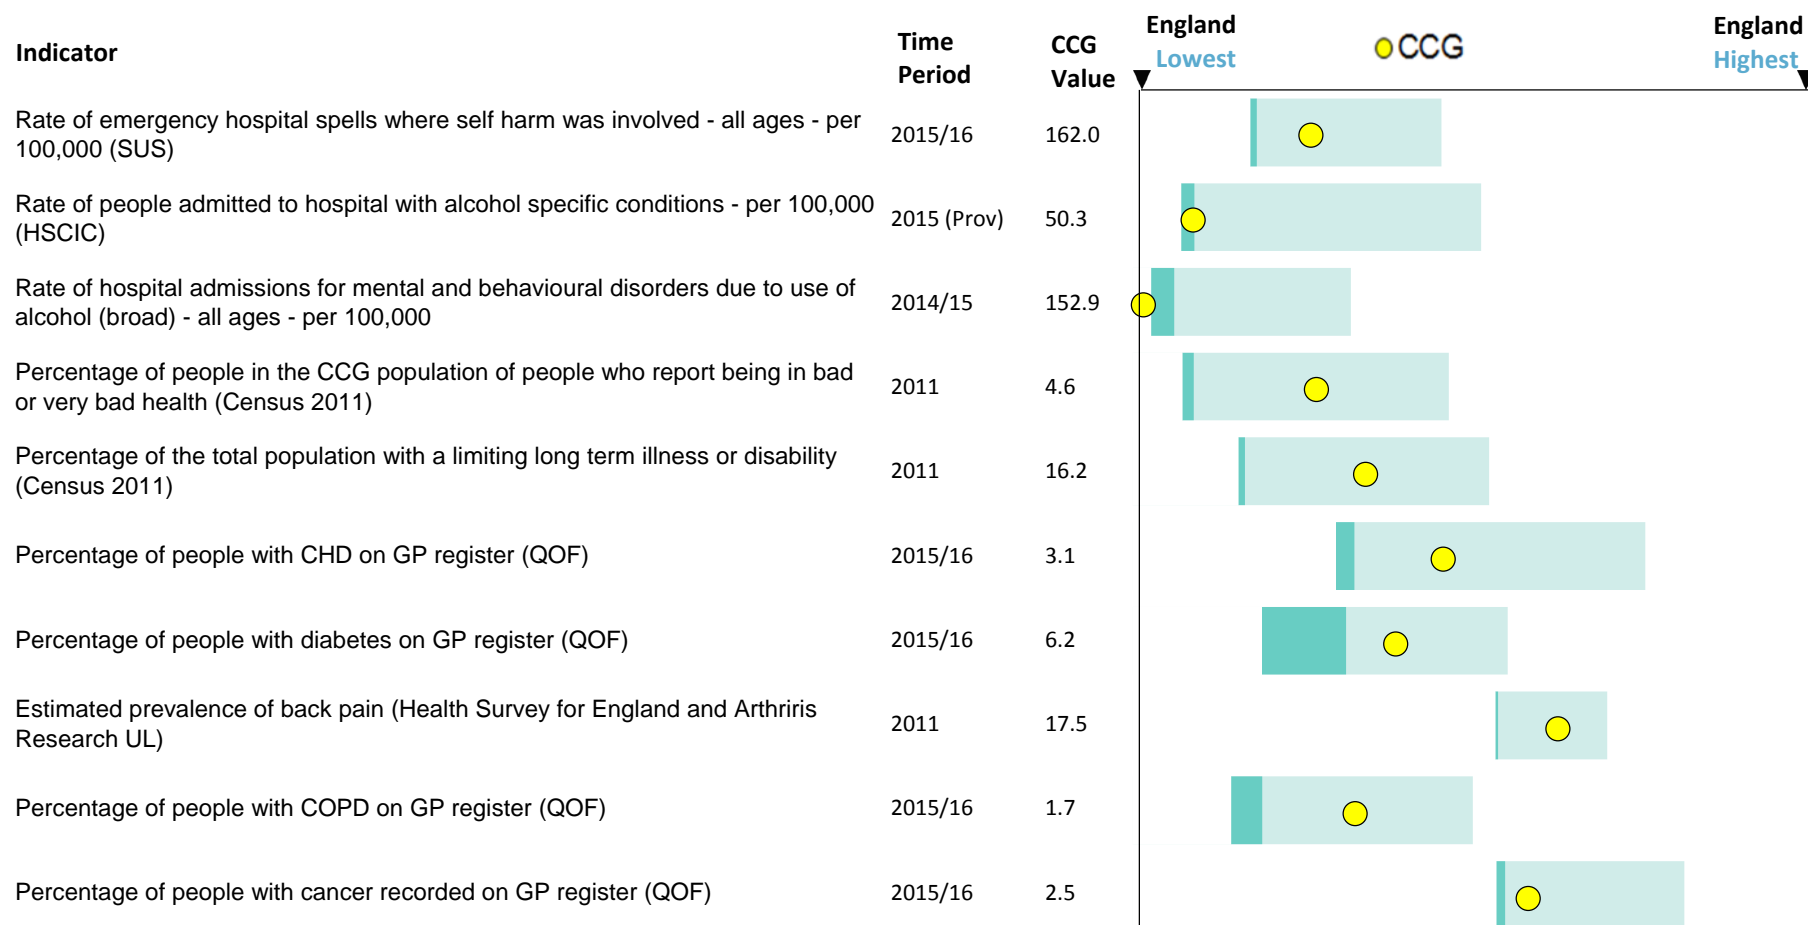 Indicator
Time
Period
CCG
Value
England
Lowest
CCG
England
Highest
Rate of emergency hospital spells where self harm was involved - all ages - per
100,000 (SUS)
2015/16
162.0
Rate of people admitted to hospital with alcohol specific conditions - per 100,000
(HSCIC)
2015 (Prov)
50.3
Rate of hospital admissions for mental and behavioural disorders due to use of
alcohol (broad) - all ages - per 100,000
2014/15
152.9
Percentage of people in the CCG population of people who report being in bad
or very bad health (Census 2011)
2011
4.6
Percentage of the total population with a limiting long term illness or disability
(Census 2011)
2011
16.2
Percentage of people with CHD on GP register (QOF)
2015/16
3.1
Percentage of people with diabetes on GP register (QOF)
2015/16
6.2
Estimated prevalence of back pain (Health Survey for England and Arthriris
Research UL)
2011
17.5
Percentage of people with COPD on GP register (QOF)
2015/16
1.7
Percentage of people with cancer recorded on GP register (QOF)
2015/16
2.5